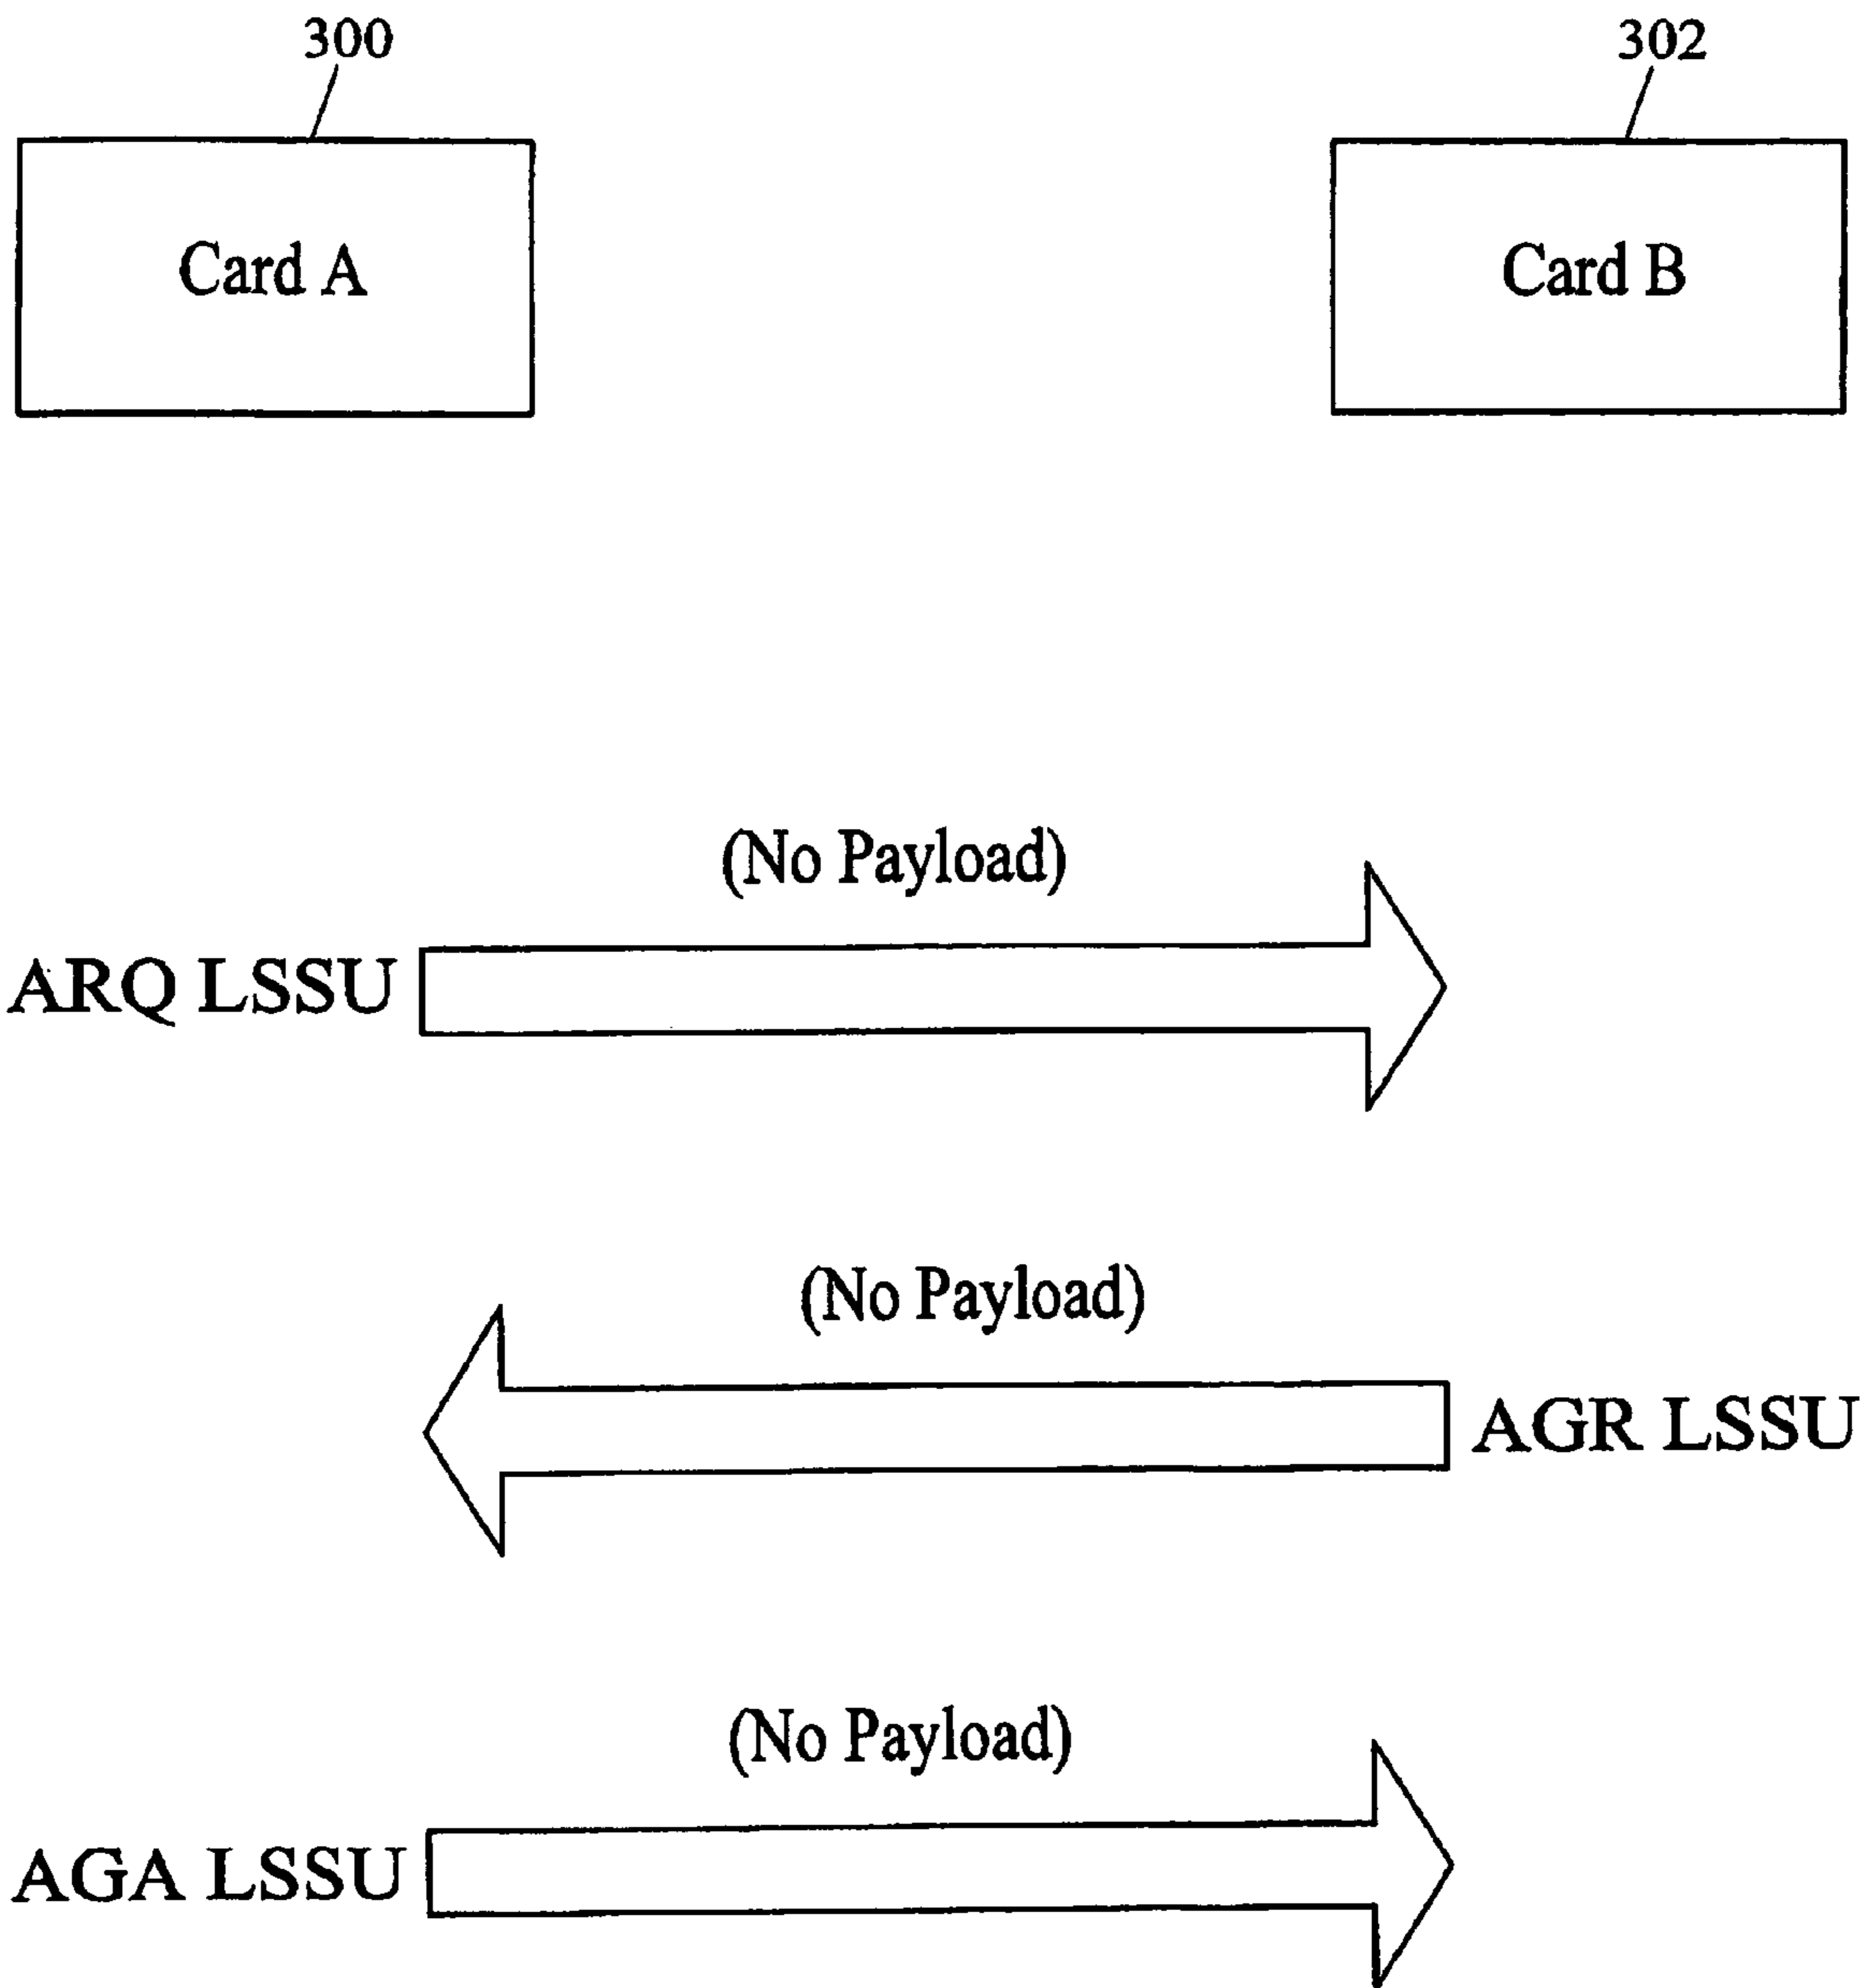 300
302
Card A
Card B
(No Payload)
ARQ LSSU
(No Payload)
AGR LSSU
(No Payload)
AGA LSSU